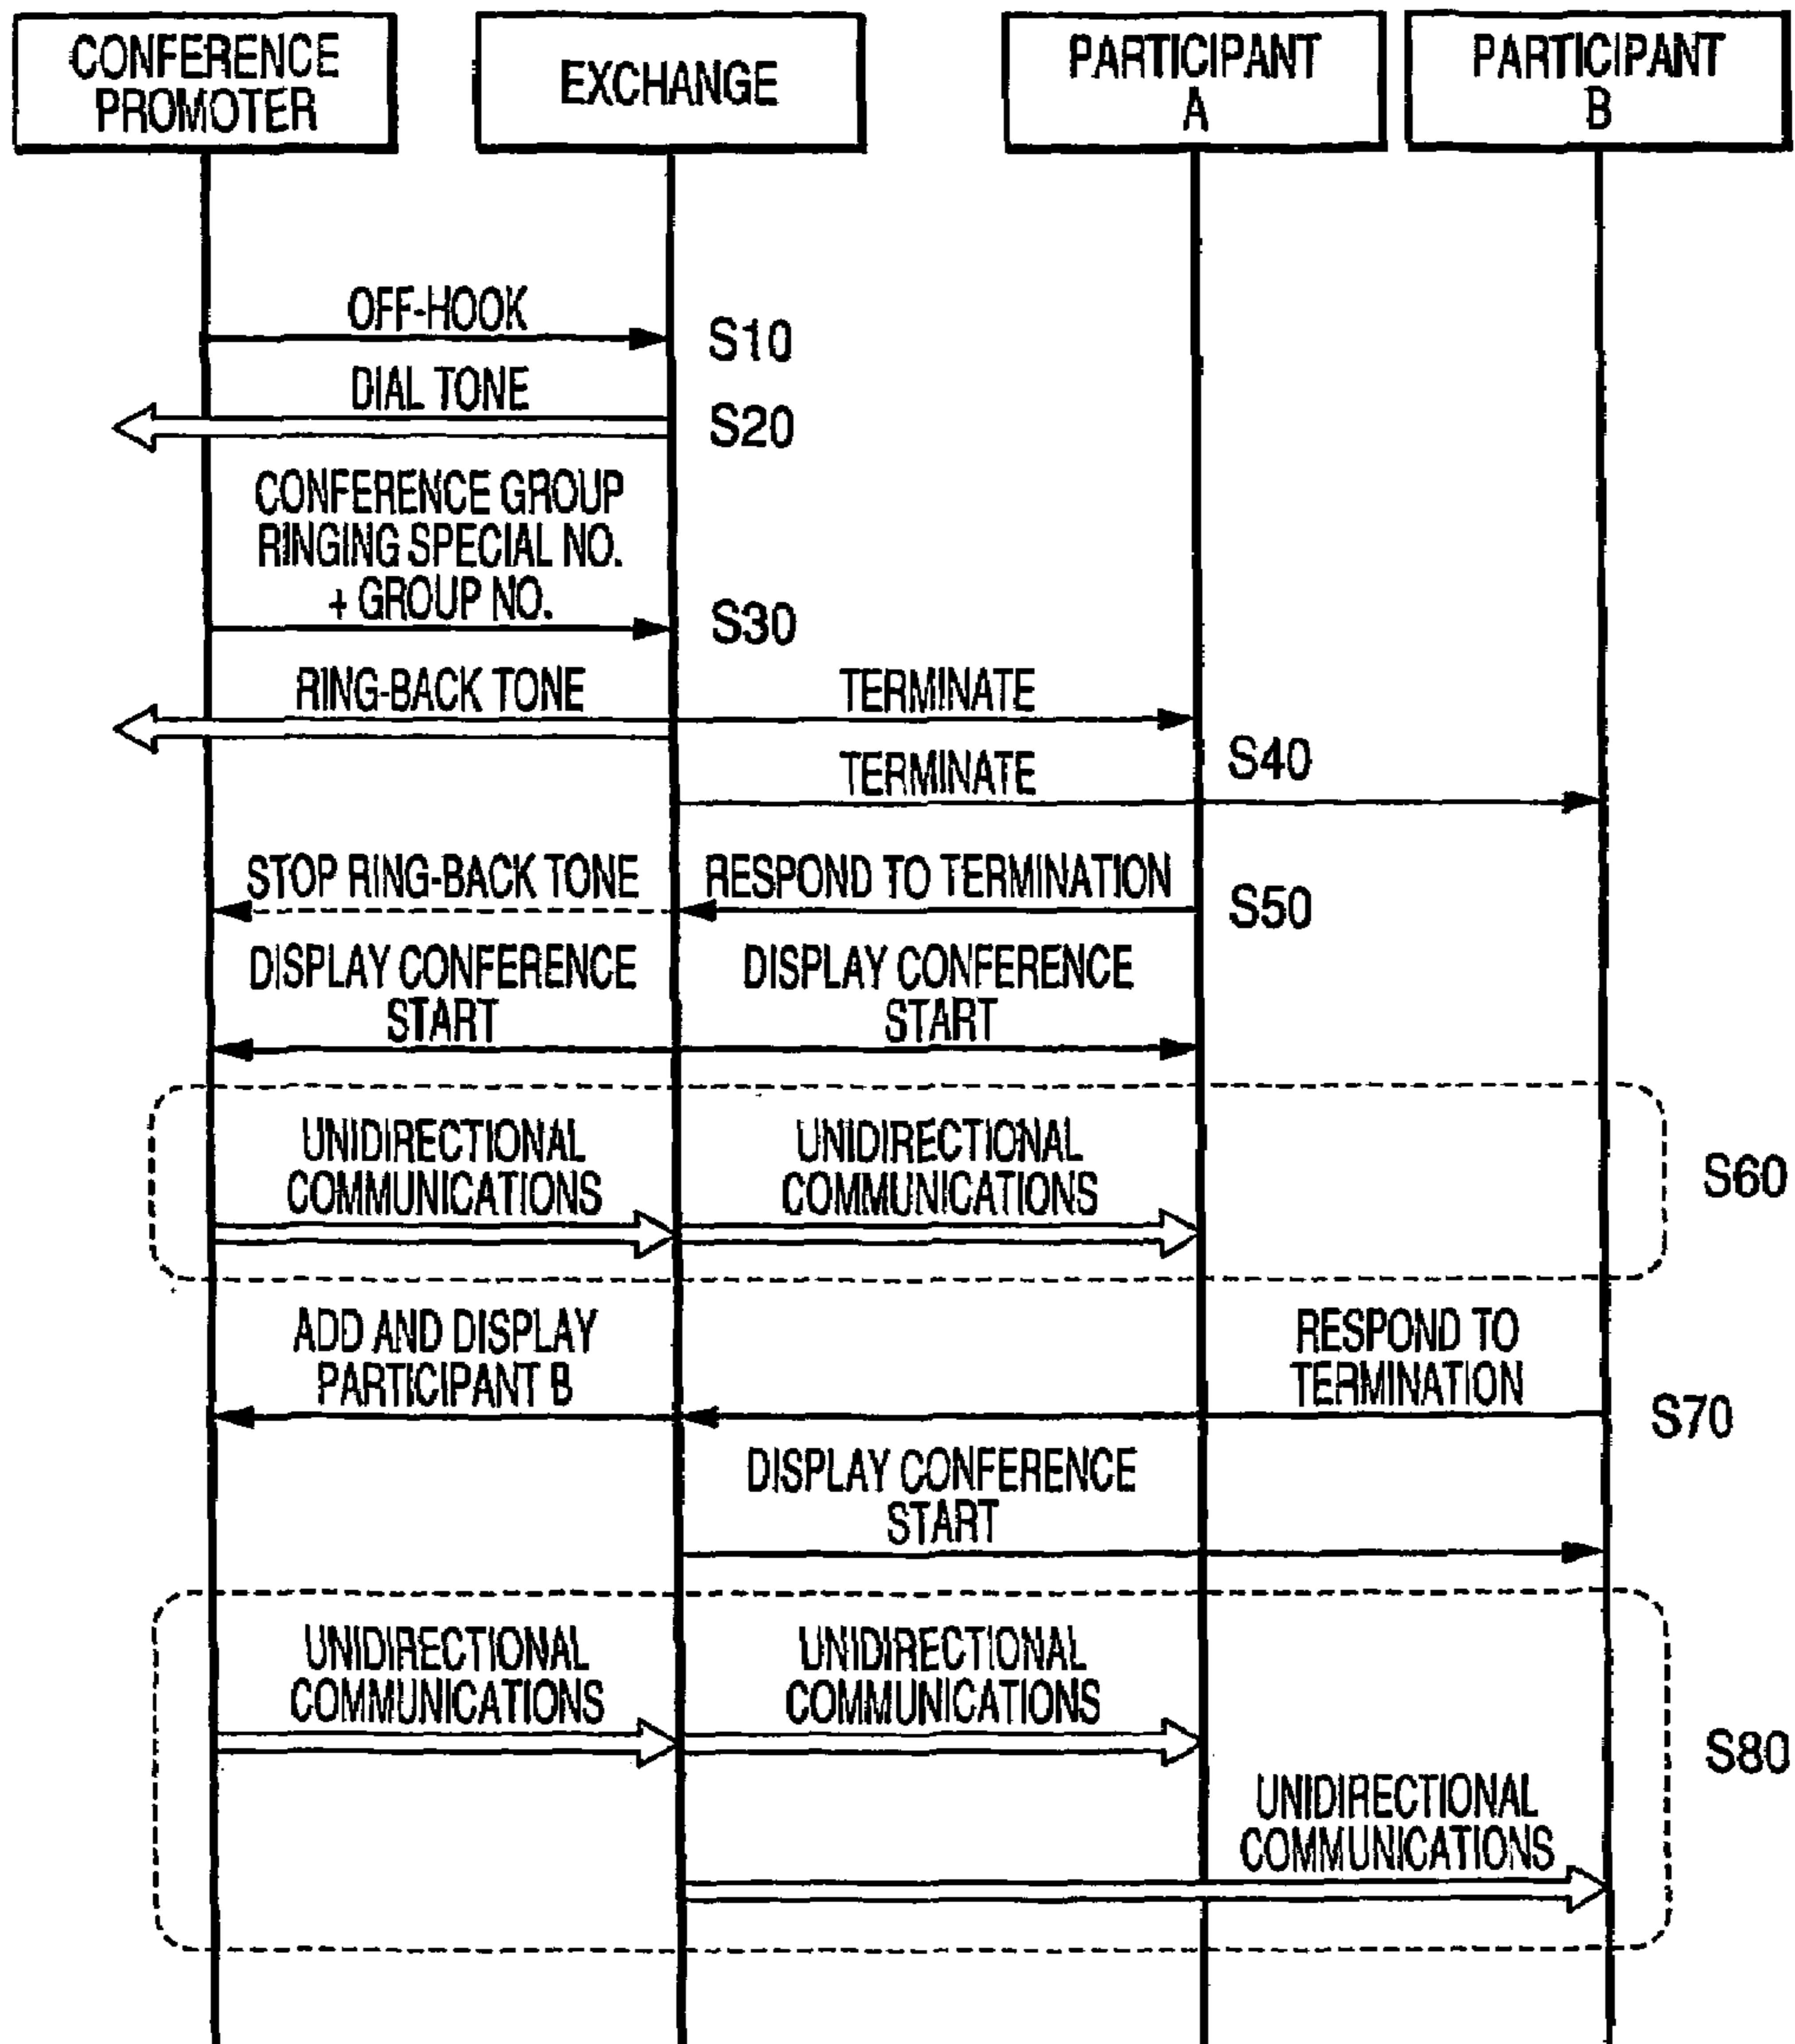 CONFERENCE
PROMOTER
EXCHANGE
PARTICIPANT
A
PARTICIPANT
B
OFF-HOOK
S10
DIAL TONE
S20
CONFERENCE GROUP
RINGING SPECIAL NO.
+ GROUP NO.
S30
RING-BACK TONE
TERMINATE
S40
TERMINATE
STOP RING-BACK TONE
RESPOND TO TERMINATION
S50
DISPLAY CONFERENCE
START
DISPLAY CONFERENCE
START
UNIDIRECTIONAL
COMMUNICATIONS
UNIDIRECTIONAL
COMMUNICATIONS
S60
ADD AND DISPLAY
PARTICIPANT B
RESPOND TO
TERMINATION
S70
DISPLAY CONFERENCE
START
UNIDIRECTIONAL
COMMUNICATIONS
UNIDIRECTIONAL
COMMUNICATIONS
S80
UNIDIRECTIONAL
COMMUNICATIONS